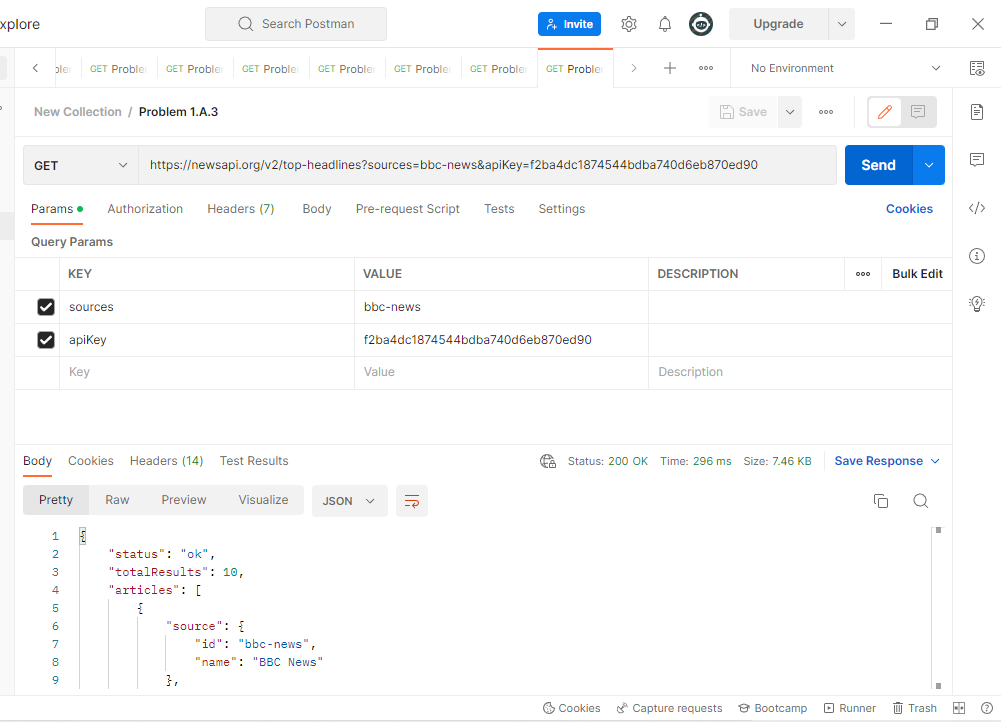 xplore
Search Postman
Invite
Upgrade
GET Proble
GET Proble
GET Proble
GET Proble
GET Proble
GET Proble
GET Proble
No Environment
New Collection / Problem 1.A.3
Save
GET
https://newsapi.org/v2/top-headlines?sources=bbc-news&apiKey=f2ba4dc1874544bdba740d6eb870ed90
Send
Params
Authorization
Headers (7)
Body
Pre-request Script
Tests
Settings
Cookies
Query Params
KEY VALUE DESCRIPTION Bulk Edit
sources bbc-news
apiKey f2ba4dc1874544bdba740d6eb870ed90
Key Value Description
Body Cookies Headers (14) Test Results
Status: 200 OK Time: 296 ms Size: 7.46 KB Save Response
Pretty Raw Preview Visualize JSON
1 {
2 "status": "ok",
3 "totalResults": 10,
4 "articles": [
5 {
6 "source": {
7 "id": "bbc-news",
8 "name": "BBC News"
9 },
Cookies Capture requests Bootcamp Runner Trash